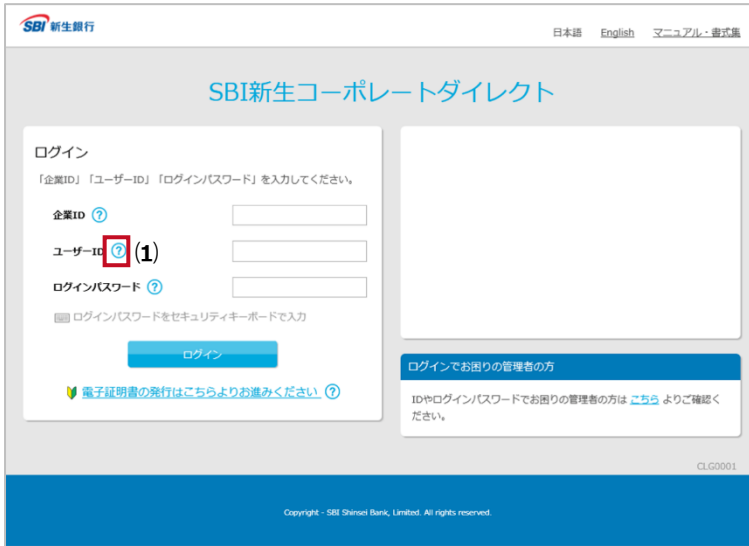 SBI 新生銀行
日本語 English マニュアル・書式集
SBI新生コーポレートダイレクト
ログイン
「企業ID」「ユーザーID」「ログインパスワード」を入力してください。
企業ID ?
ユーザーID ? (1)
ログインパスワード ?
ログインパスワードをセキュリティキーボードで入力
ログイン
電子証明書の発行はこちらよりお進みください ?
ログインでお困りの管理者の方
IDやログインパスワードでお困りの管理者の方は こちら よりご確認く
ださい。
CLG0001
Copyright - SBI Shinsei Bank, Limited. All rights reserved.